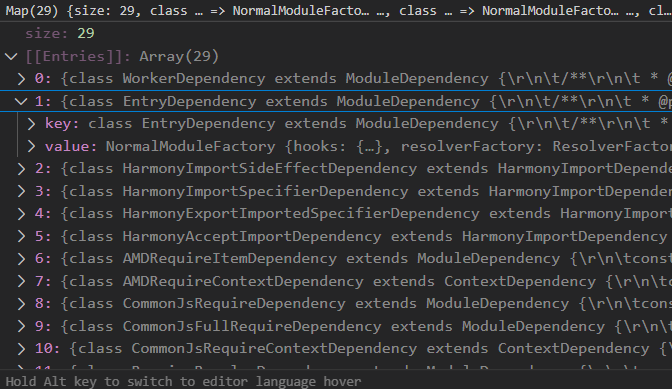 Map(29) {size: 29, class … => NormalModuleFacto… …, class … => NormalModuleFacto… …, cl…
size: 29
[[Entries]]: Array(29)
0: {class WorkerDependency extends ModuleDependency {\r\n\t/**\r\n\t * @
1: {class EntryDependency extends ModuleDependency {\r\n\t/**\r\n\t * @p
key: class EntryDependency extends ModuleDependency {\r\n\t/**\r\n\t *
value: NormalModuleFactory {hooks: {…}, resolverFactory: ResolverFactor
2: {class HarmonyImportSideEffectDependency extends HarmonyImportDepende
3: {class HarmonyImportSpecifierDependency extends HarmonyImportDependen
4: {class HarmonyExportImportedSpecifierDependency extends HarmonyImport
5: {class HarmonyAcceptImportDependency extends HarmonyImportDependency
6: {class AMDRequireItemDependency extends ModuleDependency {\r\n\tconst
7: {class AMDRequireContextDependency extends ContextDependency {\r\n\t
8: {class CommonJsRequireDependency extends ModuleDependency {\r\n\tcons
9: {class CommonJsFullRequireDependency extends ModuleDependency {\r\n\t
10: {class CommonJsRequireContextDependency extends ContextDependency {\
Hold Alt key to switch to editor language hover